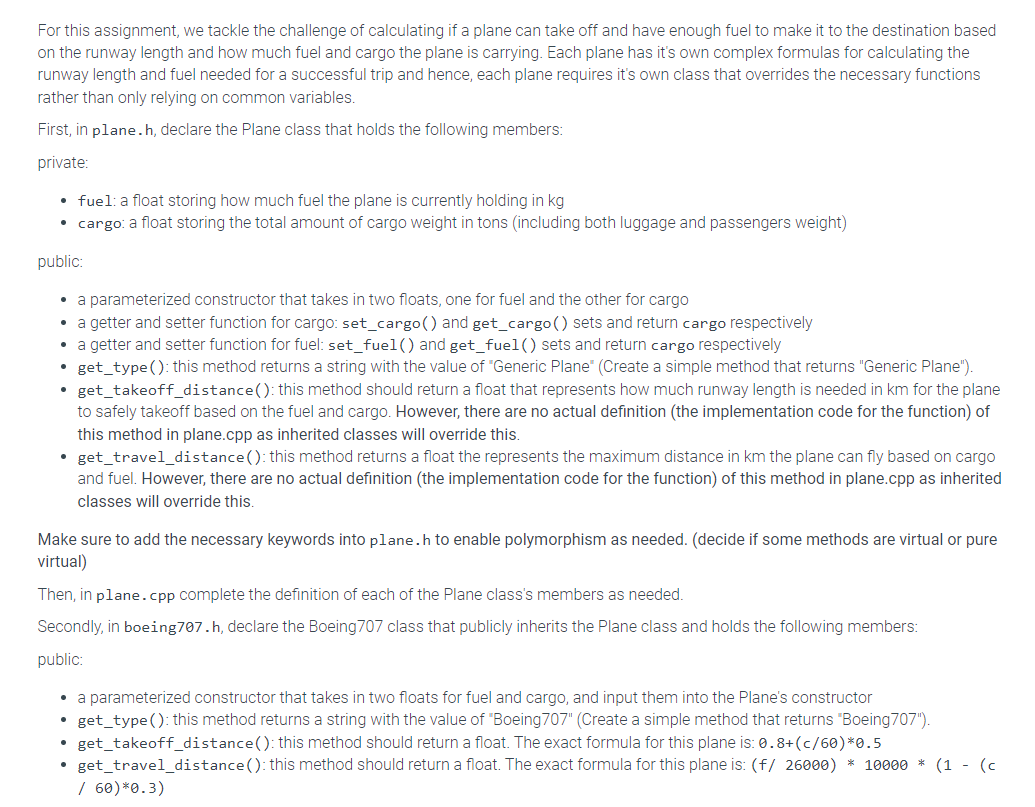 For this assignment, we tackle the challenge of calculating if a plane can take off and have enough fuel to make it to the destination based
on the runway length and how much fuel and cargo the plane is carrying. Each plane has it's own complex formulas for calculating the
runway length and fuel needed for a successful trip and hence, each plane requires it's own class that overrides the necessary functions
rather than only relying on common variables.
First, in plane.h, declare the Plane class that holds the following members:
private:
• fuel: a float storing how much fuel the plane is currently holding in kg
• cargo: a float storing the total amount of cargo weight in tons (including both luggage and passengers weight)
public:
• a parameterized constructor that takes in two floats, one for fuel and the other for cargo
• a getter and setter function for cargo: set_cargo() and get_cargo() sets and return cargo respectively
• a getter and setter function for fuel: set_fuel() and get_fuel() sets and return cargo respectively
• get_type(): this method returns a string with the value of "Generic Plane" (Create a simple method that returns "Generic Plane").
• get_takeoff_distance(): this method should return a float that represents how much runway length is needed in km for the plane
to safely takeoff based on the fuel and cargo. However, there are no actual definition (the implementation code for the function) of
this method in plane.cpp as inherited classes will override this.
• get_travel_distance(): this method returns a float the represents the maximum distance in km the plane can fly based on cargo
and fuel. However, there are no actual definition (the implementation code for the function) of this method in plane.cpp as inherited
classes will override this.
Make sure to add the necessary keywords into plane.h to enable polymorphism as needed. (decide if some methods are virtual or pure
virtual)
Then, in plane.cpp complete the definition of each of the Plane class's members as needed.
Secondly, in boeing707.h, declare the Boeing707 class that publicly inherits the Plane class and holds the following members:
public:
• a parameterized constructor that takes in two floats for fuel and cargo, and input them into the Plane's constructor
• get_type(): this method returns a string with the value of "Boeing707" (Create a simple method that returns "Boeing707").
• get_takeoff_distance(): this method should return a float. The exact formula for this plane is: 0.8+(c/60)*0.5
• get_travel_distance(): this method should return a float. The exact formula for this plane is: (f/ 26000) * 10000 * (1 - (c
/ 60)*0.3)